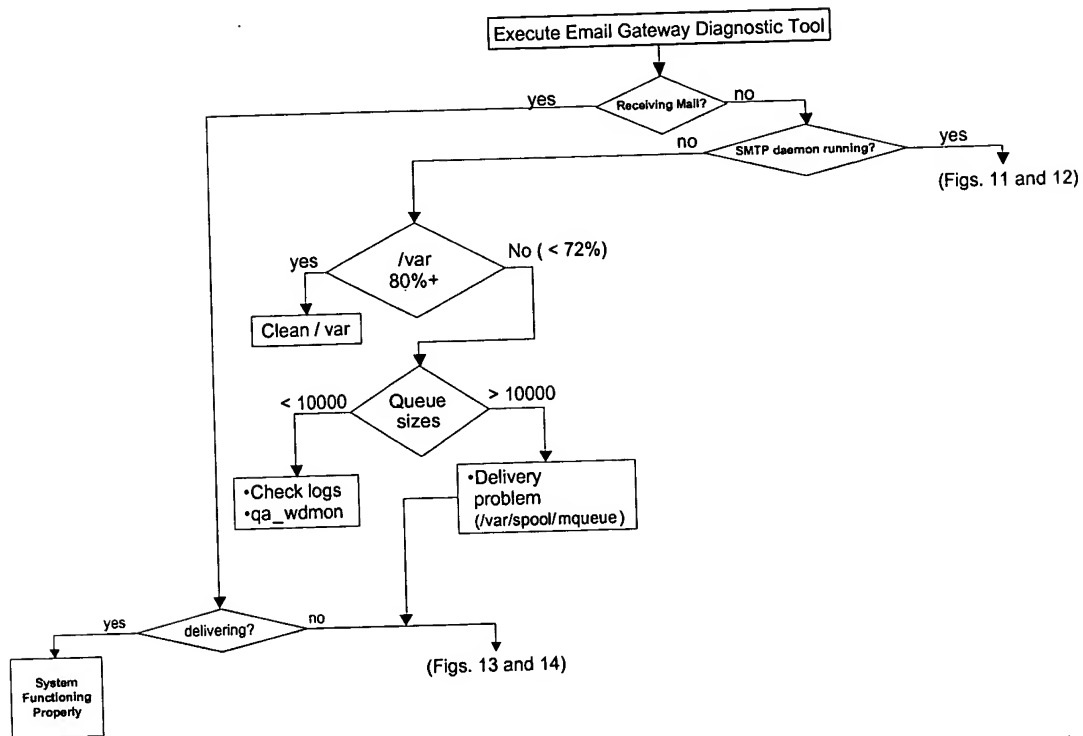 Execute Email Gateway Diagnostic Tool
yes
Receiving Mail?
no
no
SMTP daemon running?
yes
(Figs. 11 and 12)
yes
/var
80%+
No ( < 72%)
Clean / var
< 10000
Queue
sizes
> 10000
•Check logs
•qa_wdmon
•Delivery
problem
(/var/spool/mqueue)
yes
delivering?
no
(Figs. 13 and 14)
System
Functioning
Property